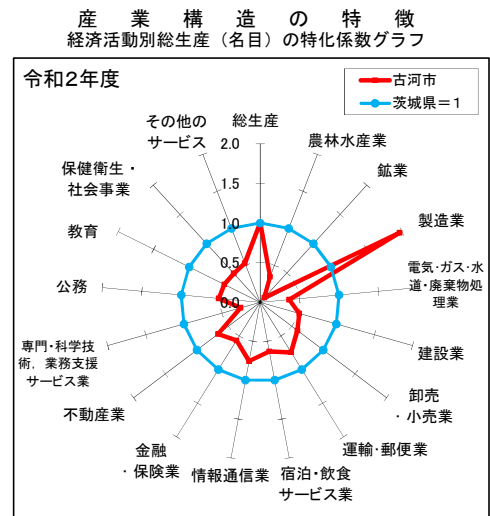 産業構造の特徴
経済活動別総生産（名目）の特化係数グラフ
令和2年度
古河市
茨城県＝1
総生産
農林水産業
鉱業
製造業
電気・ガス・水
道・廃棄物処
理業
建設業
卸売
・小売業
運輸・郵便業
宿泊・飲食
サービス業
情報通信業
金融
・保険業
不動産業
専門・科学技
術，業務支援
サービス業
公務
教育
保健衛生・
社会事業
その他の
サービス
2.0
1.5
1.0
0.5
0.0